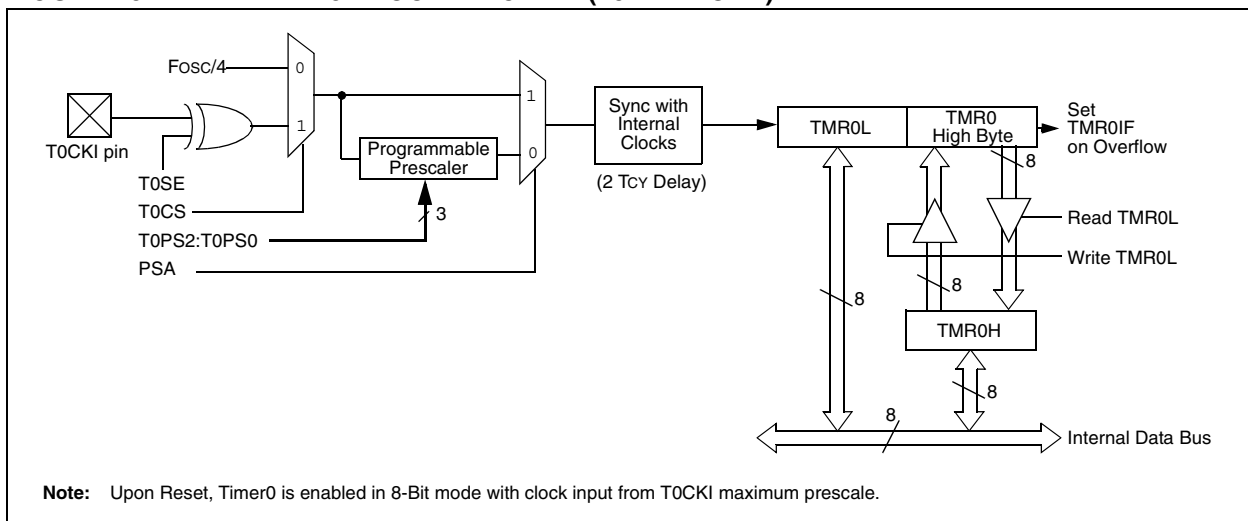 FOSC/4
0
1
T0CKI pin
T0SE
T0CS
T0PS2:T0PS0
PSA
Programmable
Prescaler
3
1
0
Sync with
Internal
Clocks
(2 TCY Delay)
TMR0L
TMR0
High Byte
Set
TMR0IF
on Overflow
8
Read TMR0L
Write TMR0L
8
8
TMR0H
8
8
Internal Data Bus
Note: Upon Reset, Timer0 is enabled in 8-Bit mode with clock input from T0CKI maximum prescale.